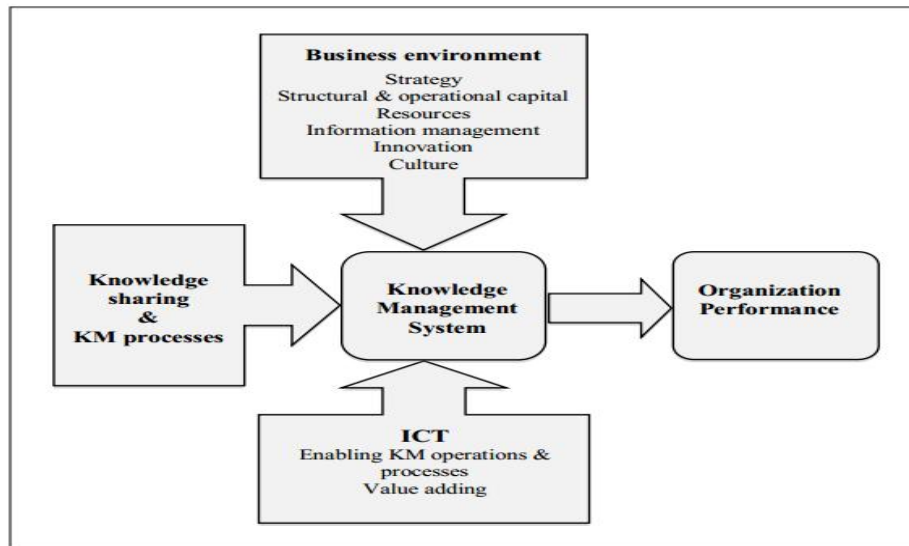 Business environment
Strategy
Structural & operational capital
Resources
Information management
Innovation
Culture
Knowledge
sharing
&
KM processes
Knowledge
Management
System
Organization
Performance
ICT
Enabling KM operations &
processes
Value adding